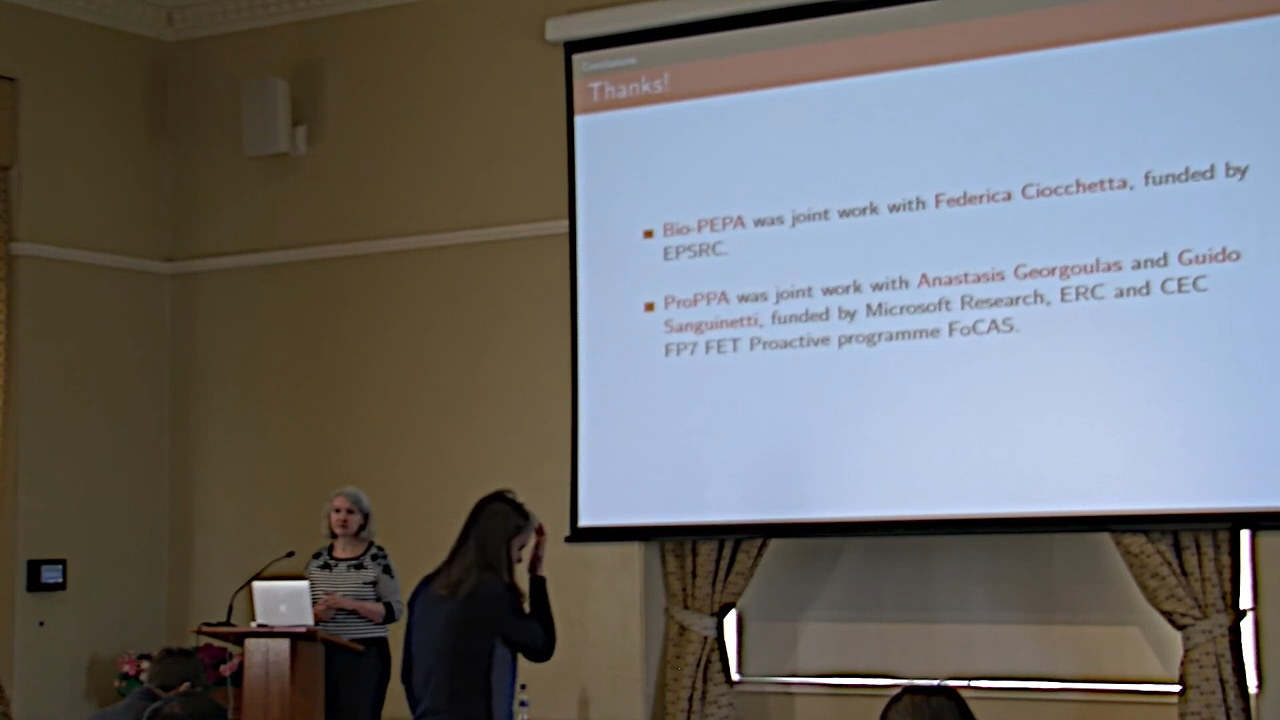 Conclusions
Thanks!
Bio-PEPA was joint work with Federica Ciocchetta, funded by
EPSRC.
ProPPA was joint work with Anastasis Georgoulas and Guido
Sanguinetti, funded by Microsoft Research, ERC and CEC
FP7 FET Proactive programme FoCAS.